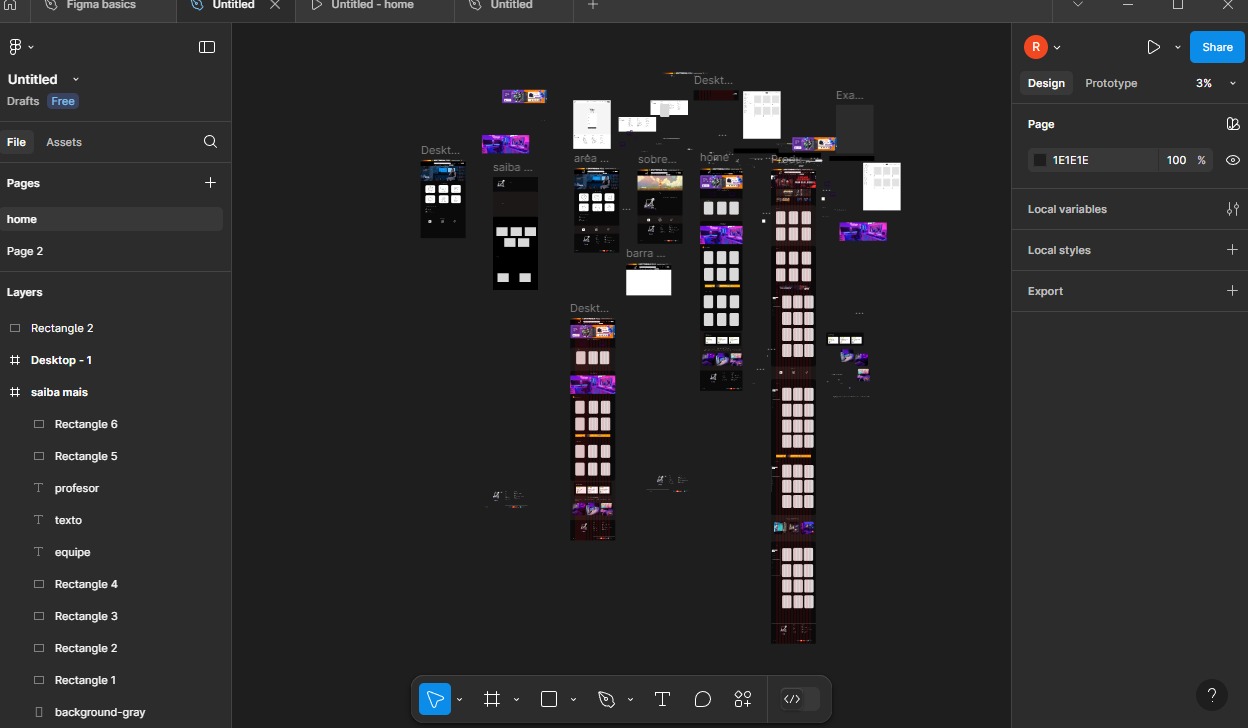 Figma basics
Untitled
Untitled - home
Untitled
Untitled
Drafts Free
File Assets
Pages
home
Page 2
Layers
Rectangle 2
Desktop - 1
saiba mais
Rectangle 6
Rectangle 5
profesor
texto
equipe
Rectangle 4
Rectangle 3
Rectangle 2
Rectangle 1
background-gray
Deskt...
Exa...
Deskt...
saiba ...
aréa ...
sobre...
home
Produ...
barra ...
Deskt...
R
Share
Design Prototype 3%
Page
1E1E1E 100 %
Local variables
Local styles
Export
T
</>
?